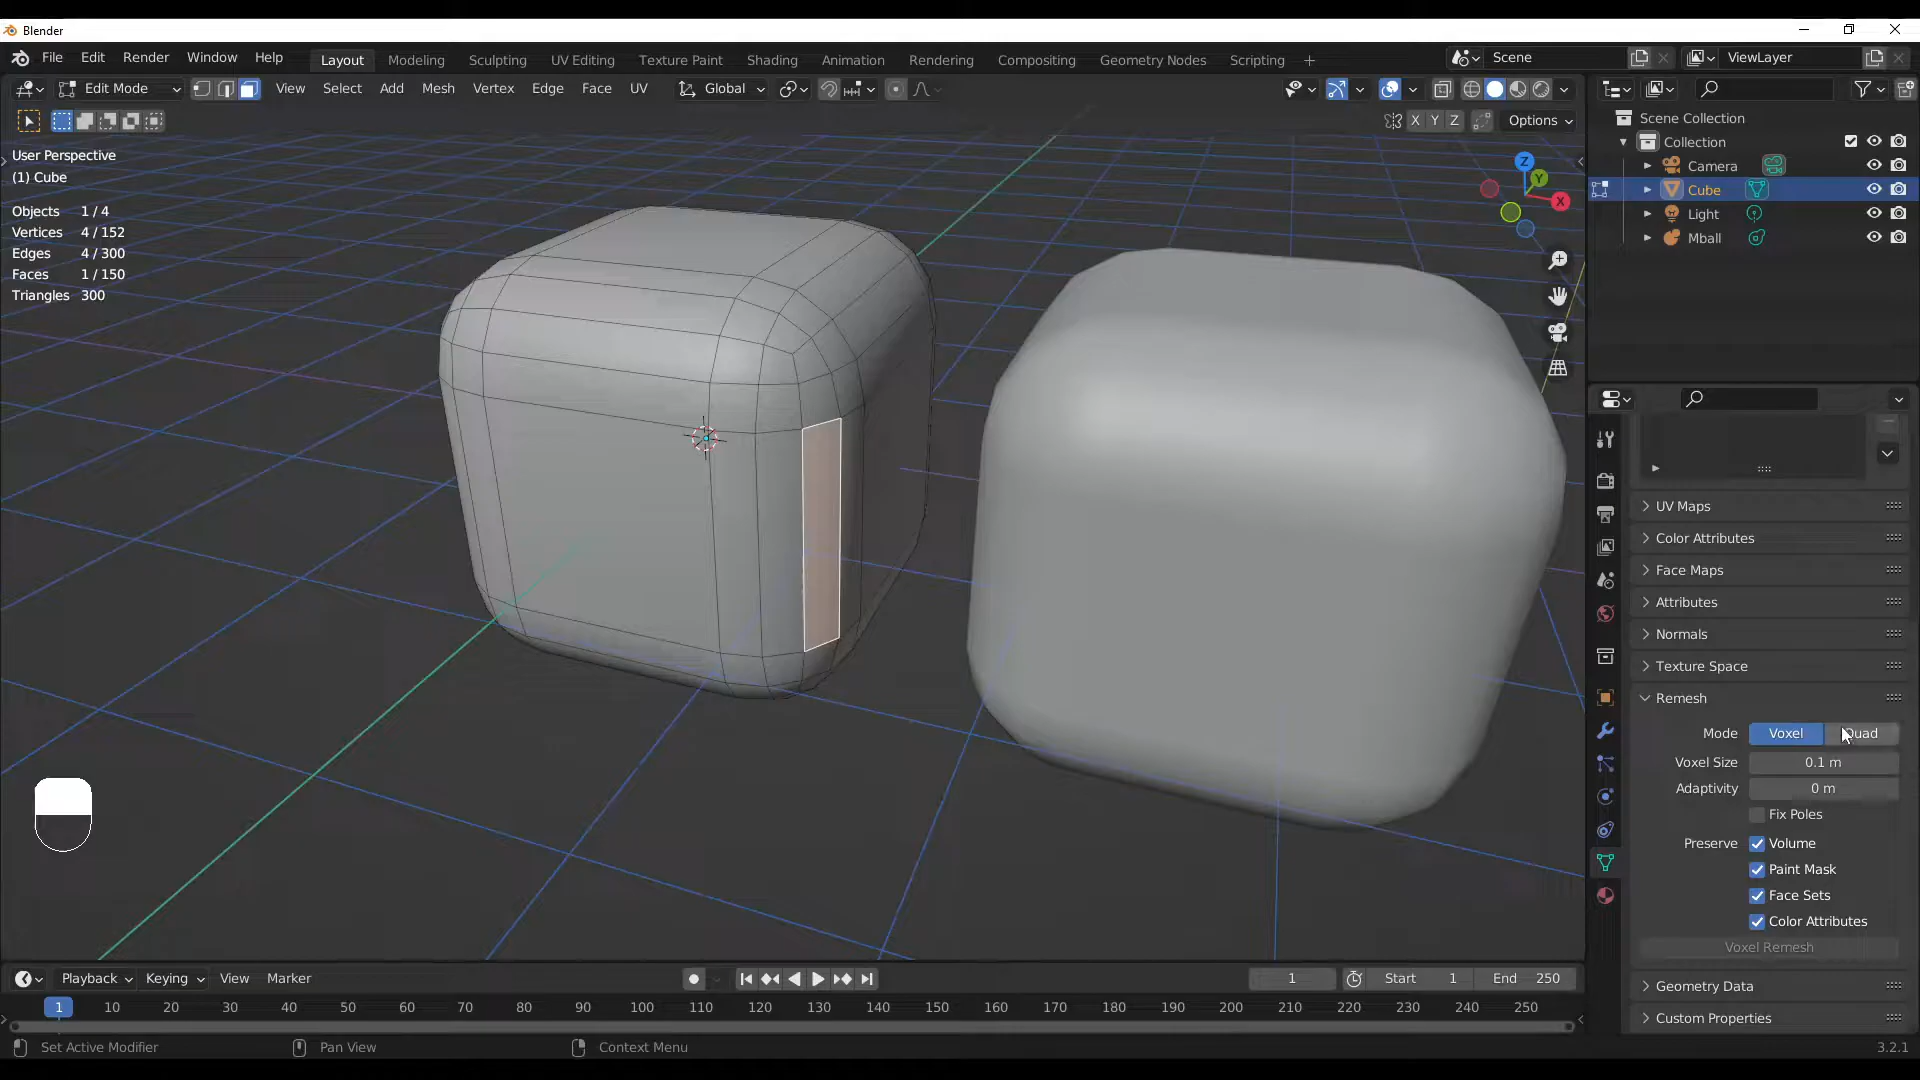 Blender
File Edit Render Window Help Layout Modeling Sculpting UV Editing Texture Paint Shading Animation Rendering Compositing Geometry Nodes Scripting + Scene ViewLayer
Edit Mode View Select Add Mesh Vertex Edge Face UV Global
X Y Z Options
User Perspective
(1) Cube
Objects 1 / 4
Vertices 4 / 152
Edges 4 / 300
Faces 1 / 150
Triangles 300
Z
Y
X
Scene Collection
Collection
Camera
Cube
Light
Mball
UV Maps
Color Attributes
Face Maps
Attributes
Normals
Texture Space
Remesh
Mode Voxel Quad
Voxel Size 0.1 m
Adaptivity 0 m
Fix Poles
Preserve Volume
Paint Mask
Face Sets
Color Attributes
Voxel Remesh
Geometry Data
Custom Properties
Playback Keying View Marker 1 Start 1 End 250
1 10 20 30 40 50 60 70 80 90 100 110 120 130 140 150 160 170 180 190 200 210 220 230 240 250
Set Active Modifier Pan View Context Menu 3.2.1